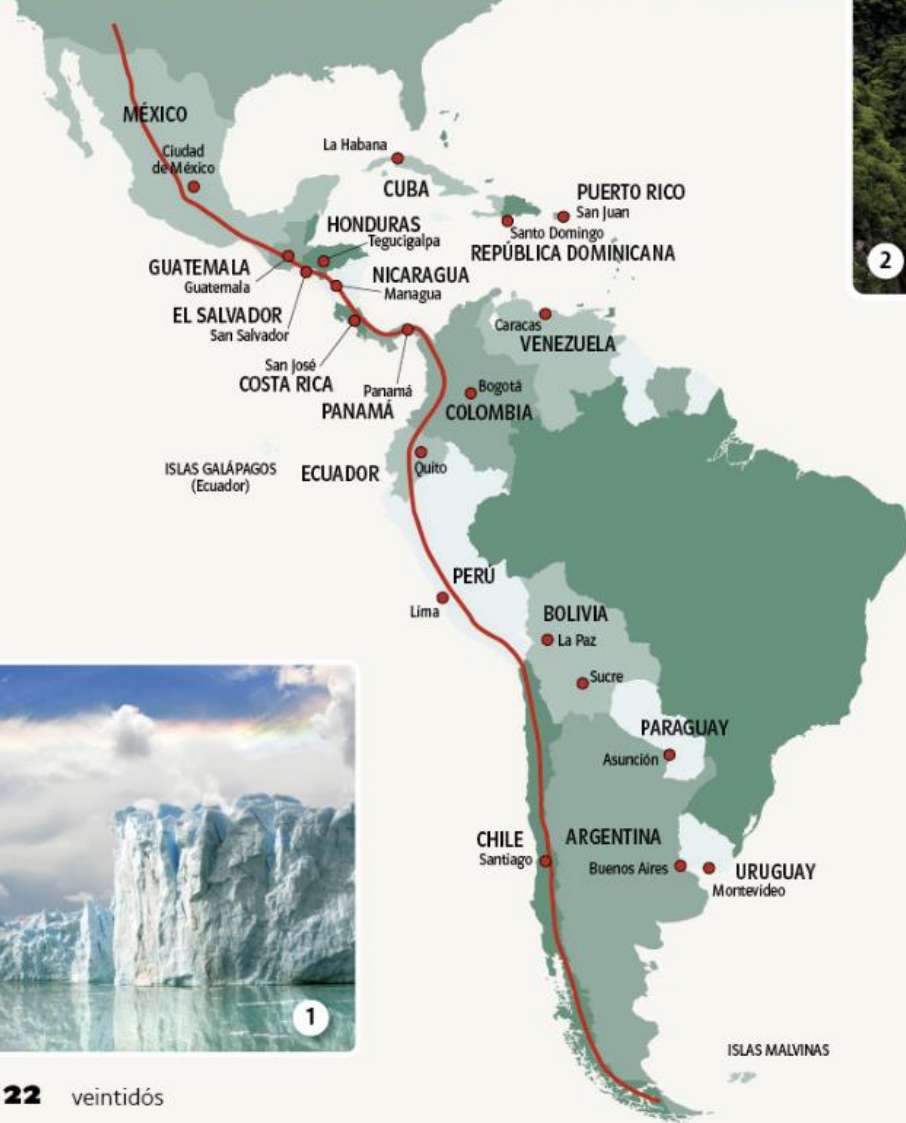 MÉXICO
Ciudad
de México
La Habana
CUBA
PUERTO RICO
San Juan
Santo Domingo
REPÚBLICA DOMINICANA
HONDURAS
Tegucigalpa
GUATEMALA
Guatemala
NICARAGUA
Managua
EL SALVADOR
San Salvador
San José
COSTA RICA
Panamá
PANAMÁ
Caracas
VENEZUELA
Bogotá
COLOMBIA
ISLAS GALÁPAGOS
(Ecuador)
ECUADOR
Quito
PERÚ
Lima
BOLIVIA
La Paz
Sucre
PARAGUAY
Asunción
CHILE
Santiago
ARGENTINA
Buenos Aires
URUGUAY
Montevideo
ISLAS MALVINAS
2
1
22 veintidós